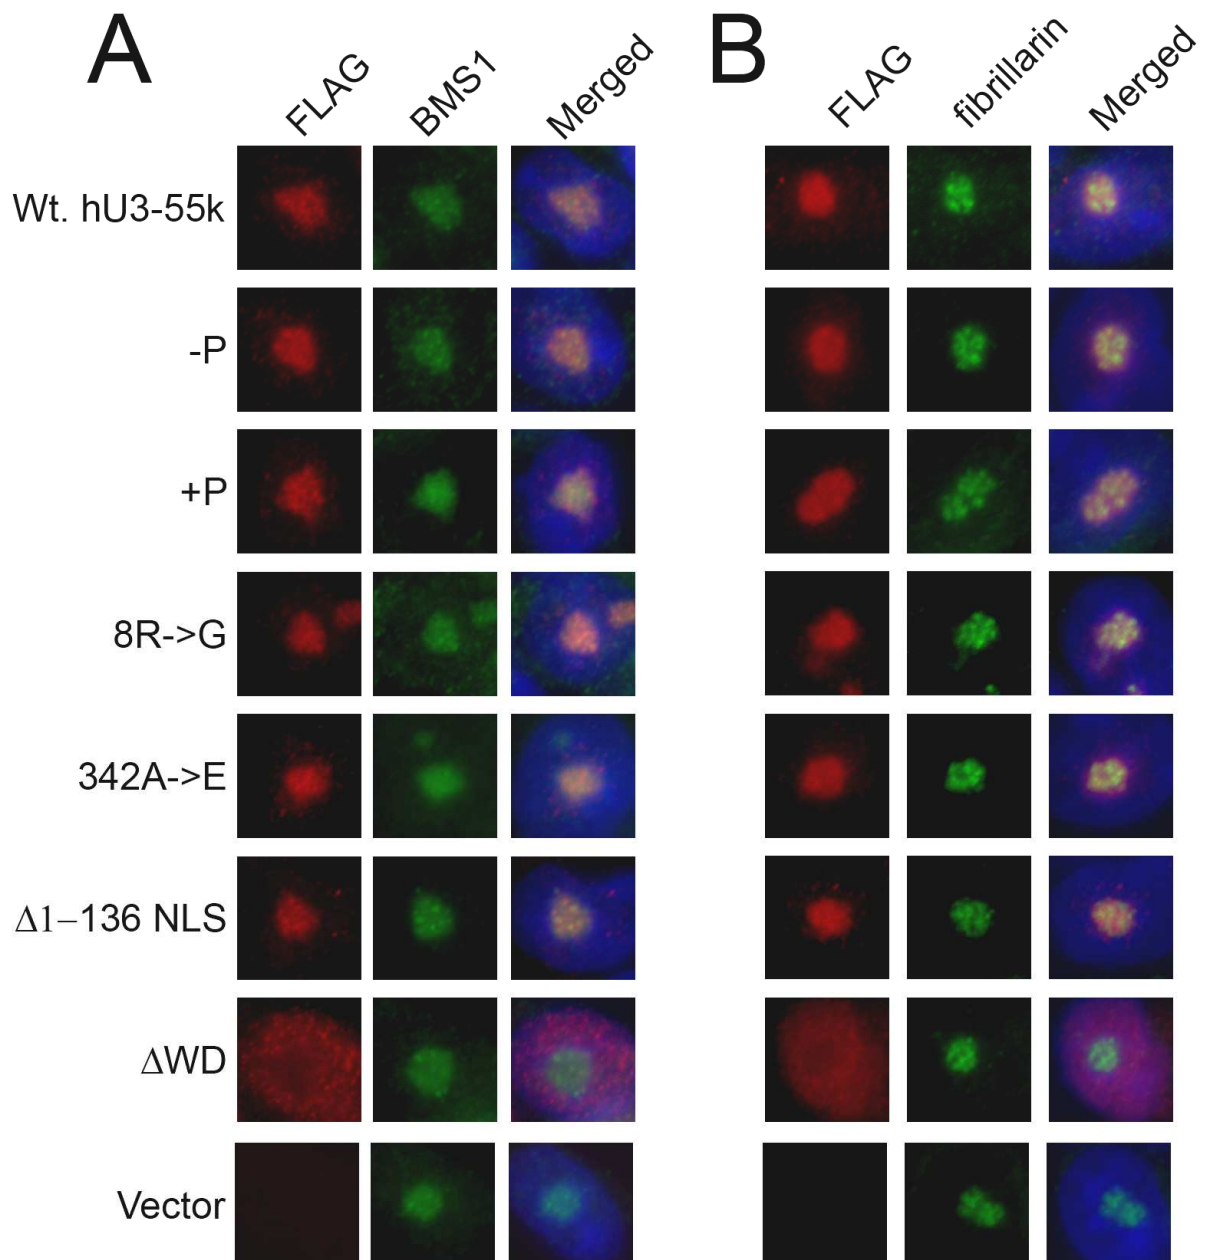 A B
FLAG BMS1 Merged FLAG fibrillarin Merged
Wt. hU3-55k
-P
+P
8R->G
342A->E
Δ1–136 NLS
ΔWD
Vector